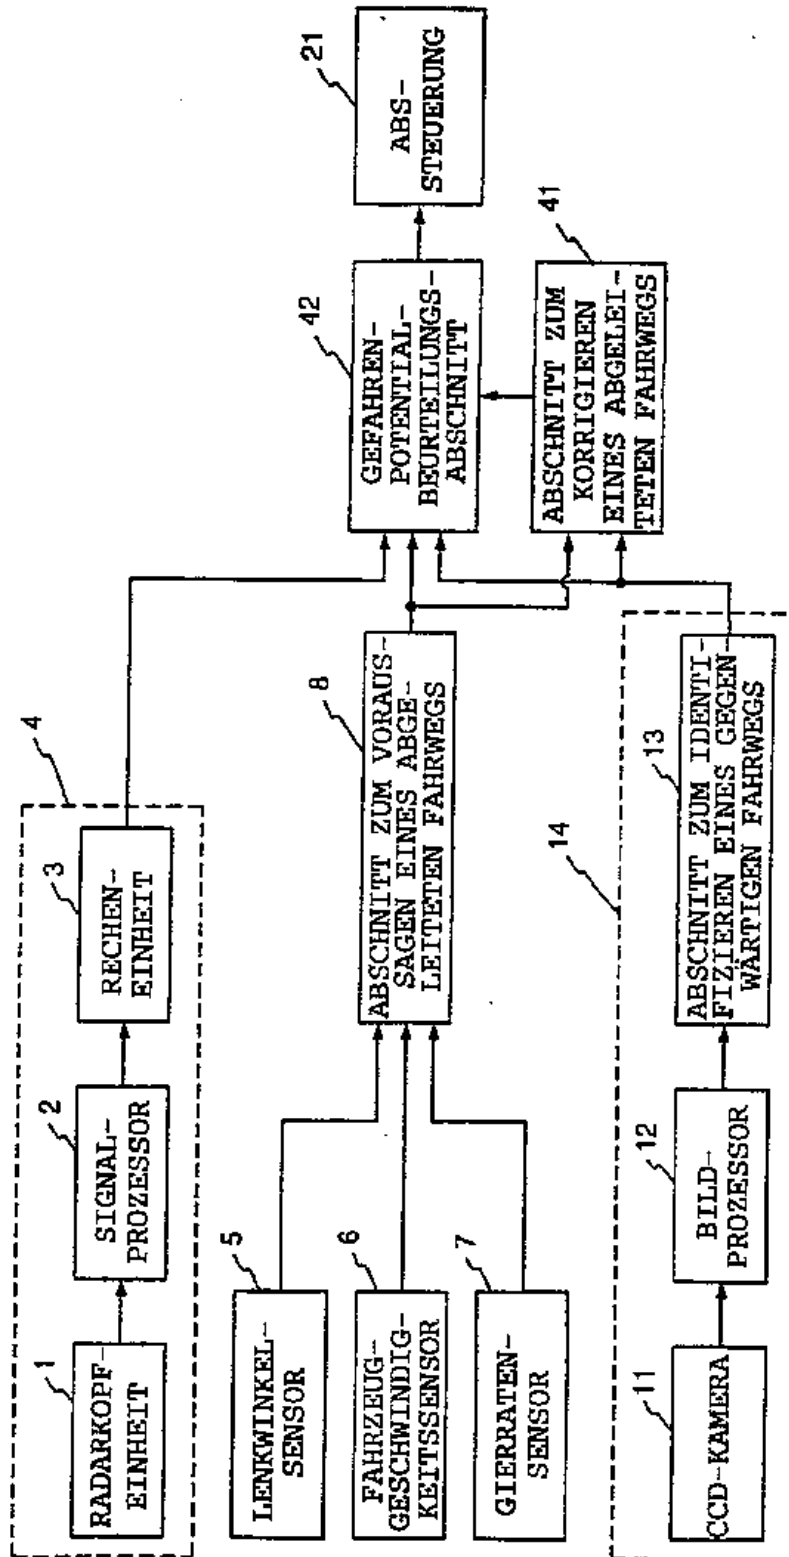 4
1
RADARKOPF-
EINHEIT
2
SIGNAL-
PROZESSOR
3
RECHEN-
EINHEIT
5
LENKWINKEL-
SENSOR
6
FAHRZEUG-
GESCHWINDIG-
KEITSSENSOR
7
GIERRATEN-
SENSOR
8
ABSCHNITT ZUM VORAUS-
SAGEN EINES ABGE-
LEITETEN FAHRWEGS
14
11
CCD-KAMERA
12
BILD-
PROZESSOR
13
ABSCHNITT ZUM IDENTI-
FIZIEREN EINES GEGEN-
WÄRTIGEN FAHRWEGS
42
GEFAHREN-
POTENTIAL-
BEURTEILUNGS-
ABSCHNITT
41
ABSCHNITT ZUM
KORRIGIEREN
EINES ABGELEI-
TETEN FAHRWEGS
21
ABS-
STEUERUNG